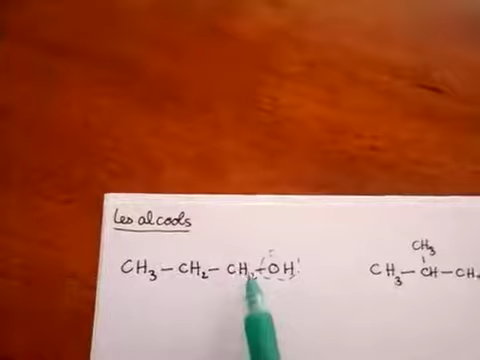 Les alcools
CH₃
CH₃ — CH₂ — CH₂ — OH CH₃ — CH — CH